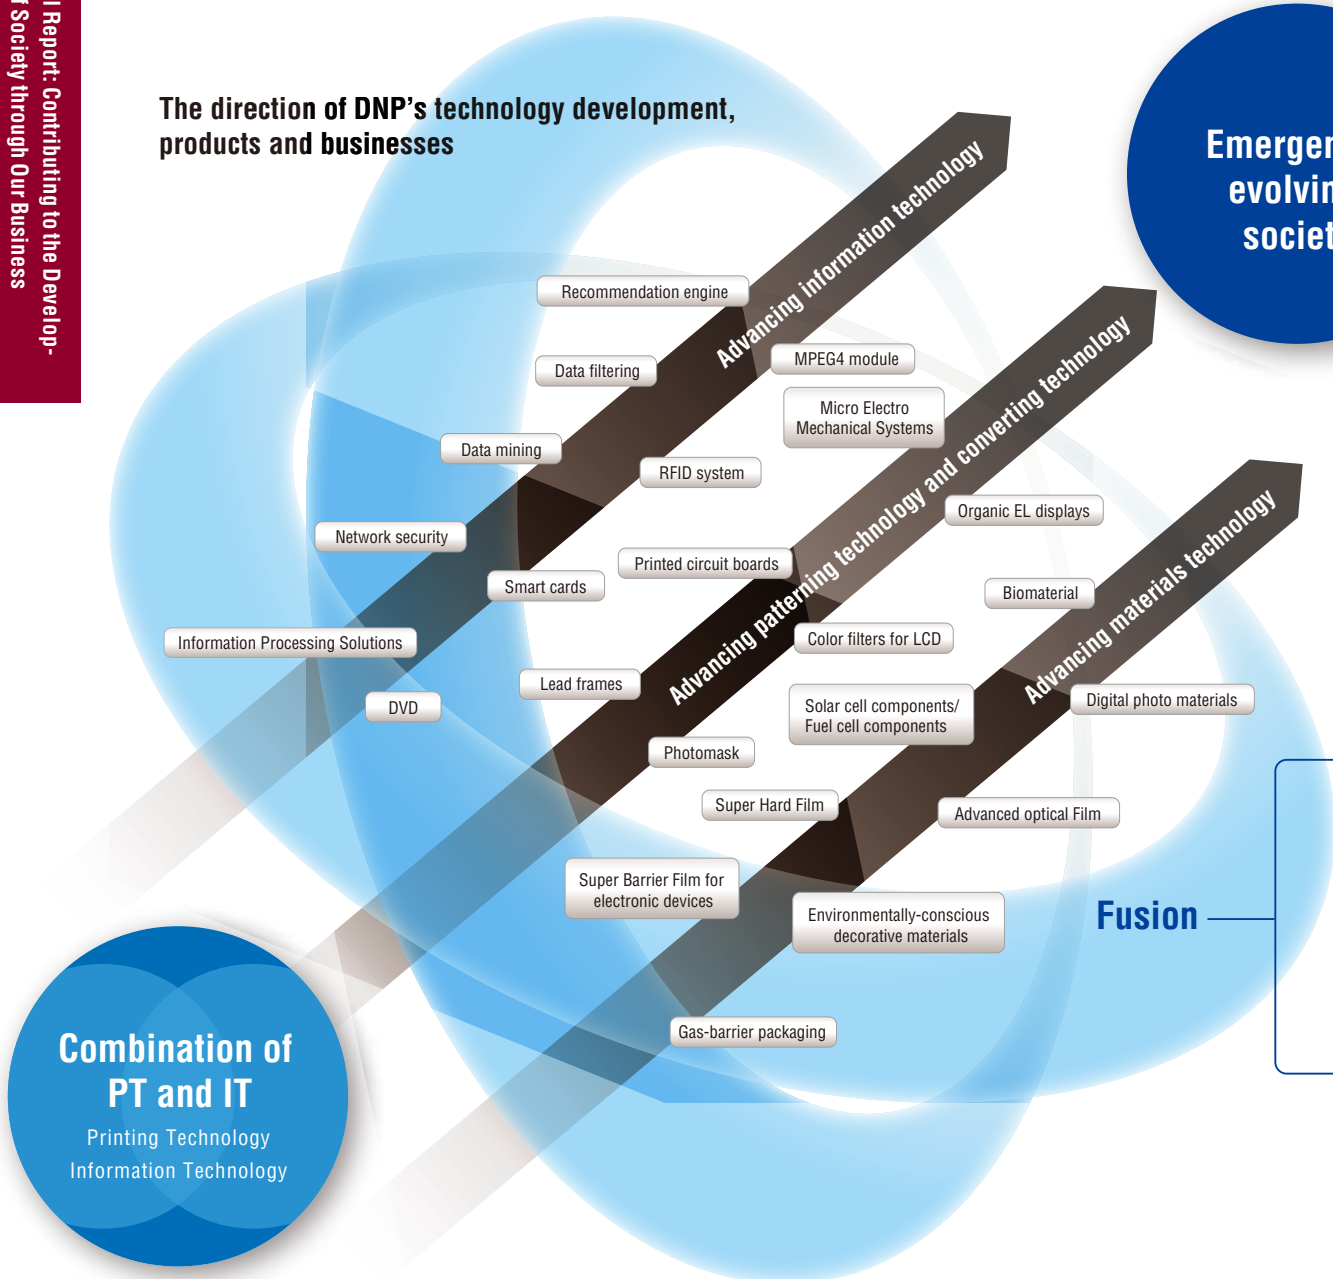 l Report: Contributing to the Develop-
f Society through Our Business
The direction of DNP's technology development,
products and businesses
evolvin
societ
Advancing information technology
Recommendation engine
Data filtering
MPEG4 module
Micro Electro
Mechanical Systems
Data mining
RFID system
Advancing patterning technology and converting technology
Organic EL displays
Network security
Printed circuit boards
Smart cards
Biomaterial
Advancing materials technology
Information Processing Solutions
Color filters for LCD
Lead frames
DVD
Solar cell components/
Fuel cell components
Digital photo materials
Photomask
Super Hard Film
Advanced optical Film
Super Barrier Film for
electronic devices
Environmentally-conscious
decorative materials
Fusion
Gas-barrier packaging
Combination of
PT and IT
Printing Technology
Information Technology